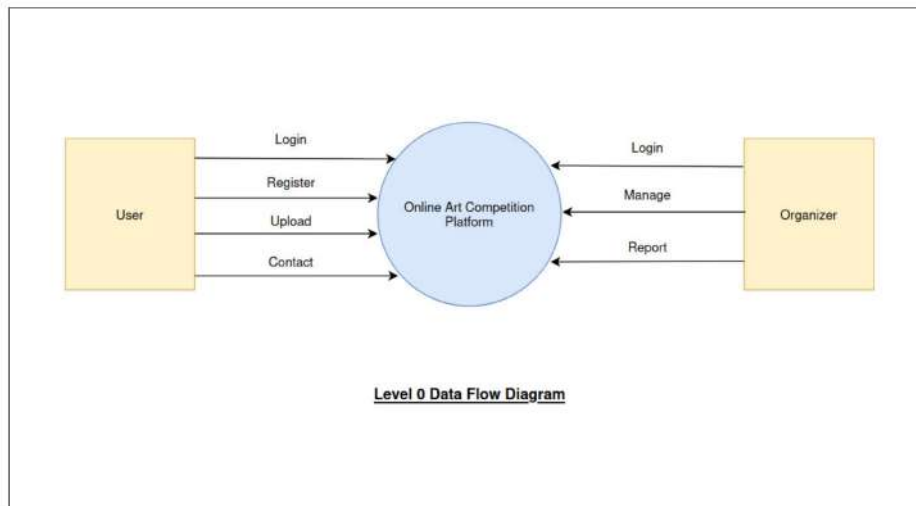 Login
Register
User
Upload
Contact
Online Art Competition
Platform
Login
Manage
Organizer
Report
Level 0 Data Flow Diagram